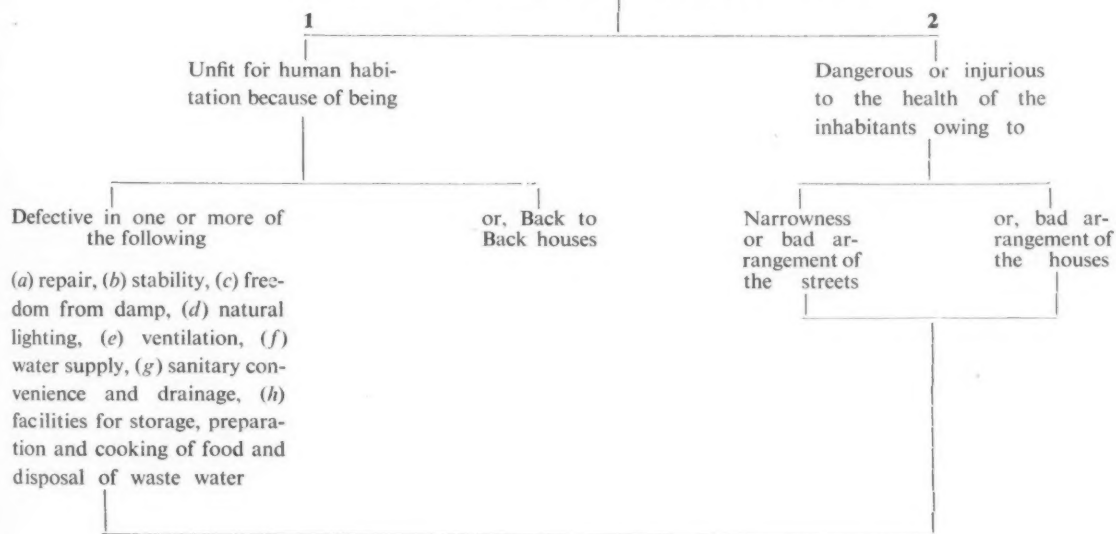 1
2
Unfit for human habi-
tation because of being
Dangerous or injurious
to the health of the
inhabitants owing to
Defective in one or more of
the following
(a) repair, (b) stability, (c) free-
dom from damp, (d) natural
lighting, (e) ventilation, (f)
water supply, (g) sanitary con-
venience and drainage, (h)
facilities for storage, prepara-
tion and cooking of food and
disposal of waste water
or, Back to
Back houses
Narrowness
or bad ar-
rangement of
the streets
or, bad ar-
rangement of
the houses